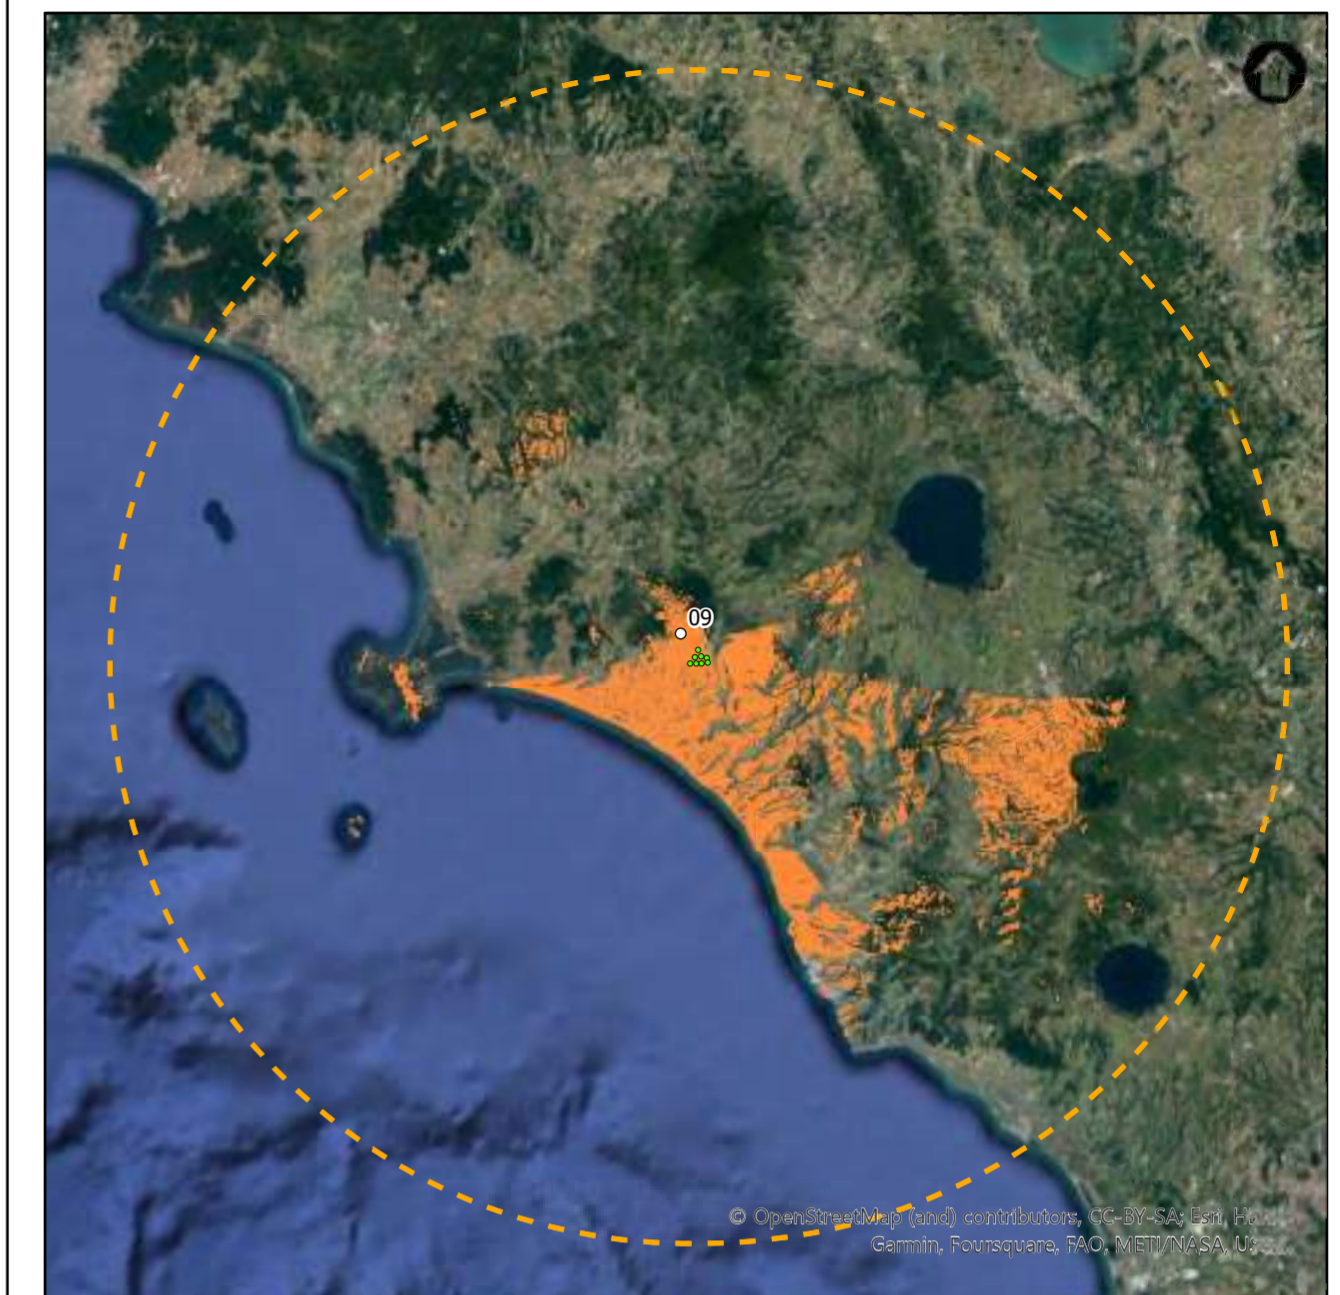 09
© OpenStreetMap (and) contributors, CC-BY-SA; Esri,
Garmin, Foursquare, FAO, METI/NASA,